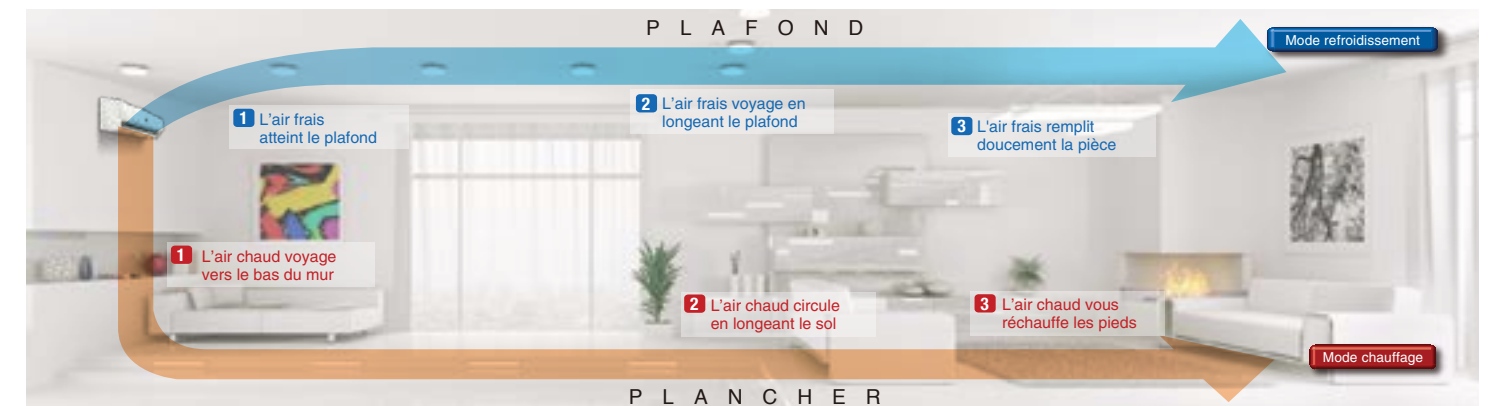 PLAFOND
Mode refroidissement
1 L'air frais
atteint le plafond
2 L'air frais voyage en
longeant le plafond
3 L'air frais remplit
doucement la pièce
1 L'air chaud voyage
vers le bas du mur
2 L'air chaud circule
en longeant le sol
3 L'air chaud vous
réchauffe les pieds
Mode chauffage
PLANCHER